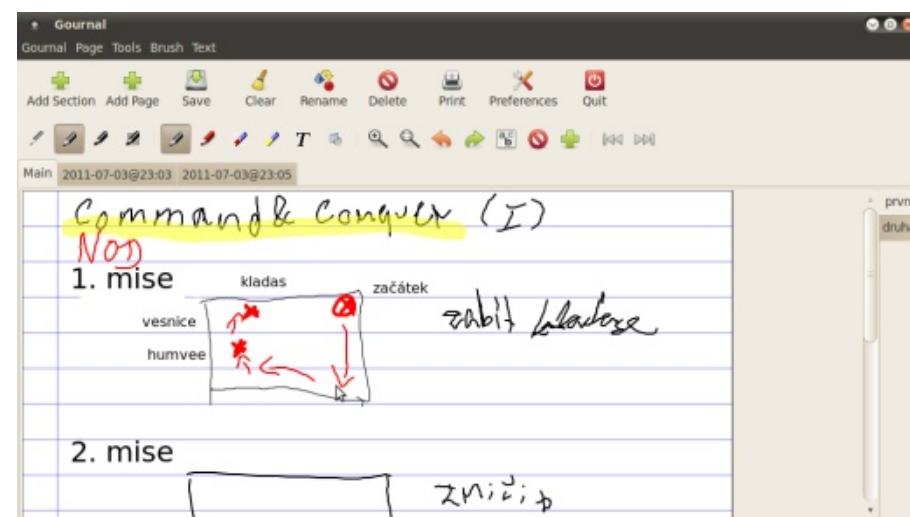 Gournal
Gournal Page Tools Brush Text
Add Section Add Page Save Clear Rename Delete Print Preferences Quit
T
Main 2011-07-03@23:03 2011-07-03@23:05
prvn
druha
Command & Conquer (I)
NOD
1. mise
kladas
začátek
vesnice
humvee
zabít
2. mise
zničit